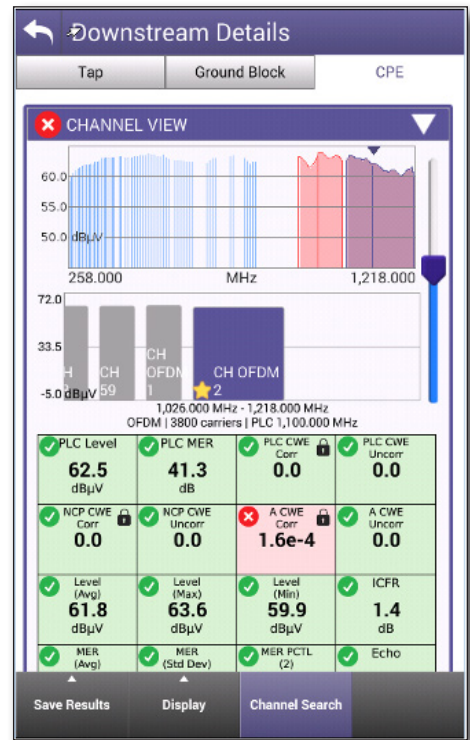 Downstream Details
Tap Ground Block CPE
CHANNEL VIEW
60.0
55.0
50.0 dBµV
258.000 MHz 1,218.000
72.0
33.5
-5.0 dBµV
CH
59
CH
OFDM
1
CH OFDM
2
1,026.000 MHz - 1,218.000 MHz
OFDM | 3800 carriers | PLC 1,100.000 MHz
PLC Level
62.5
dBµV
PLC MER
41.3
dB
PLC CWE
Corr
0.0
PLC CWE
Uncorr
0.0
NCP CWE
Corr
0.0
NCP CWE
Uncorr
0.0
A CWE
Corr
1.6e-4
A CWE
Uncorr
0.0
Level
(Avg)
61.8
dBµV
Level
(Max)
63.6
dBµV
Level
(Min)
59.9
dBµV
ICFR
1.4
dB
MER
(Avg)
MER
(Std Dev)
MER PCTL
(2)
Echo
Save Results Display Channel Search